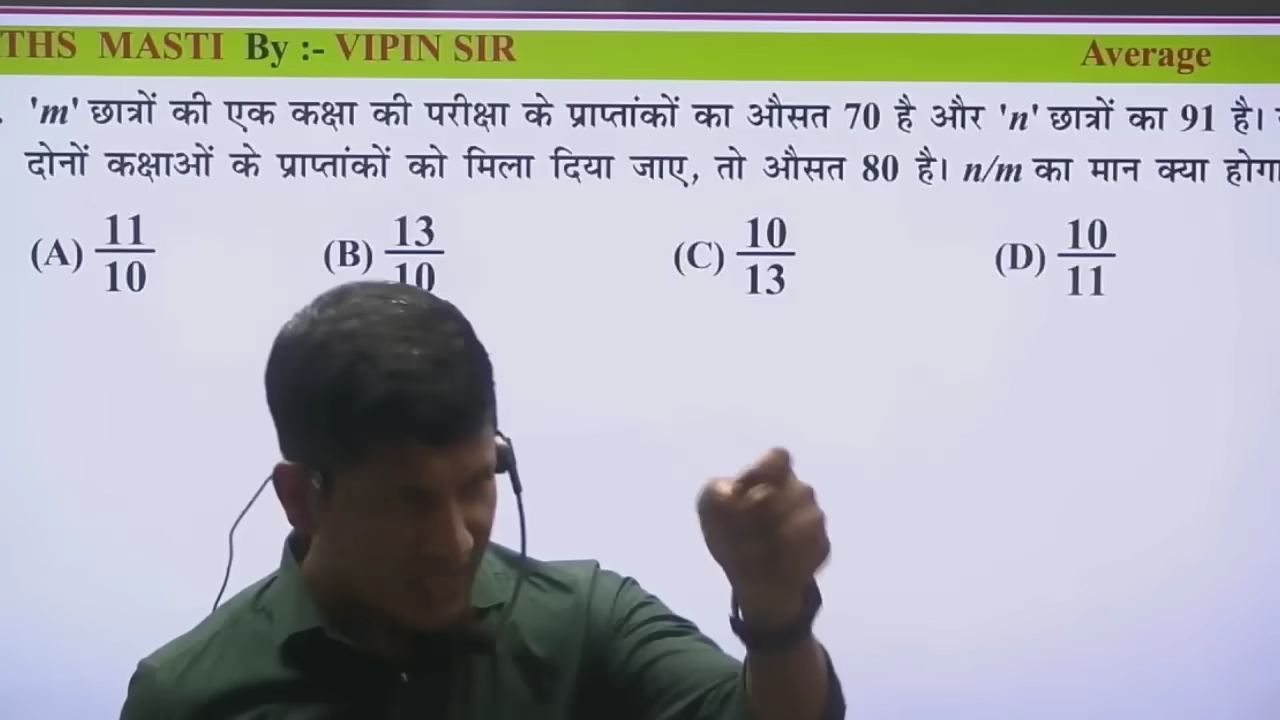 THS MASTI By :- VIPIN SIR Average
'm' छात्रों की एक कक्षा की परीक्षा के प्राप्तांकों का औसत 70 है और 'n' छात्रों का 91 है।
दोनों कक्षाओं के प्राप्तांकों को मिला दिया जाए, तो औसत 80 है। n/m का मान क्या होगा
(A) 11/10 (B) 13/10 (C) 10/13 (D) 10/11